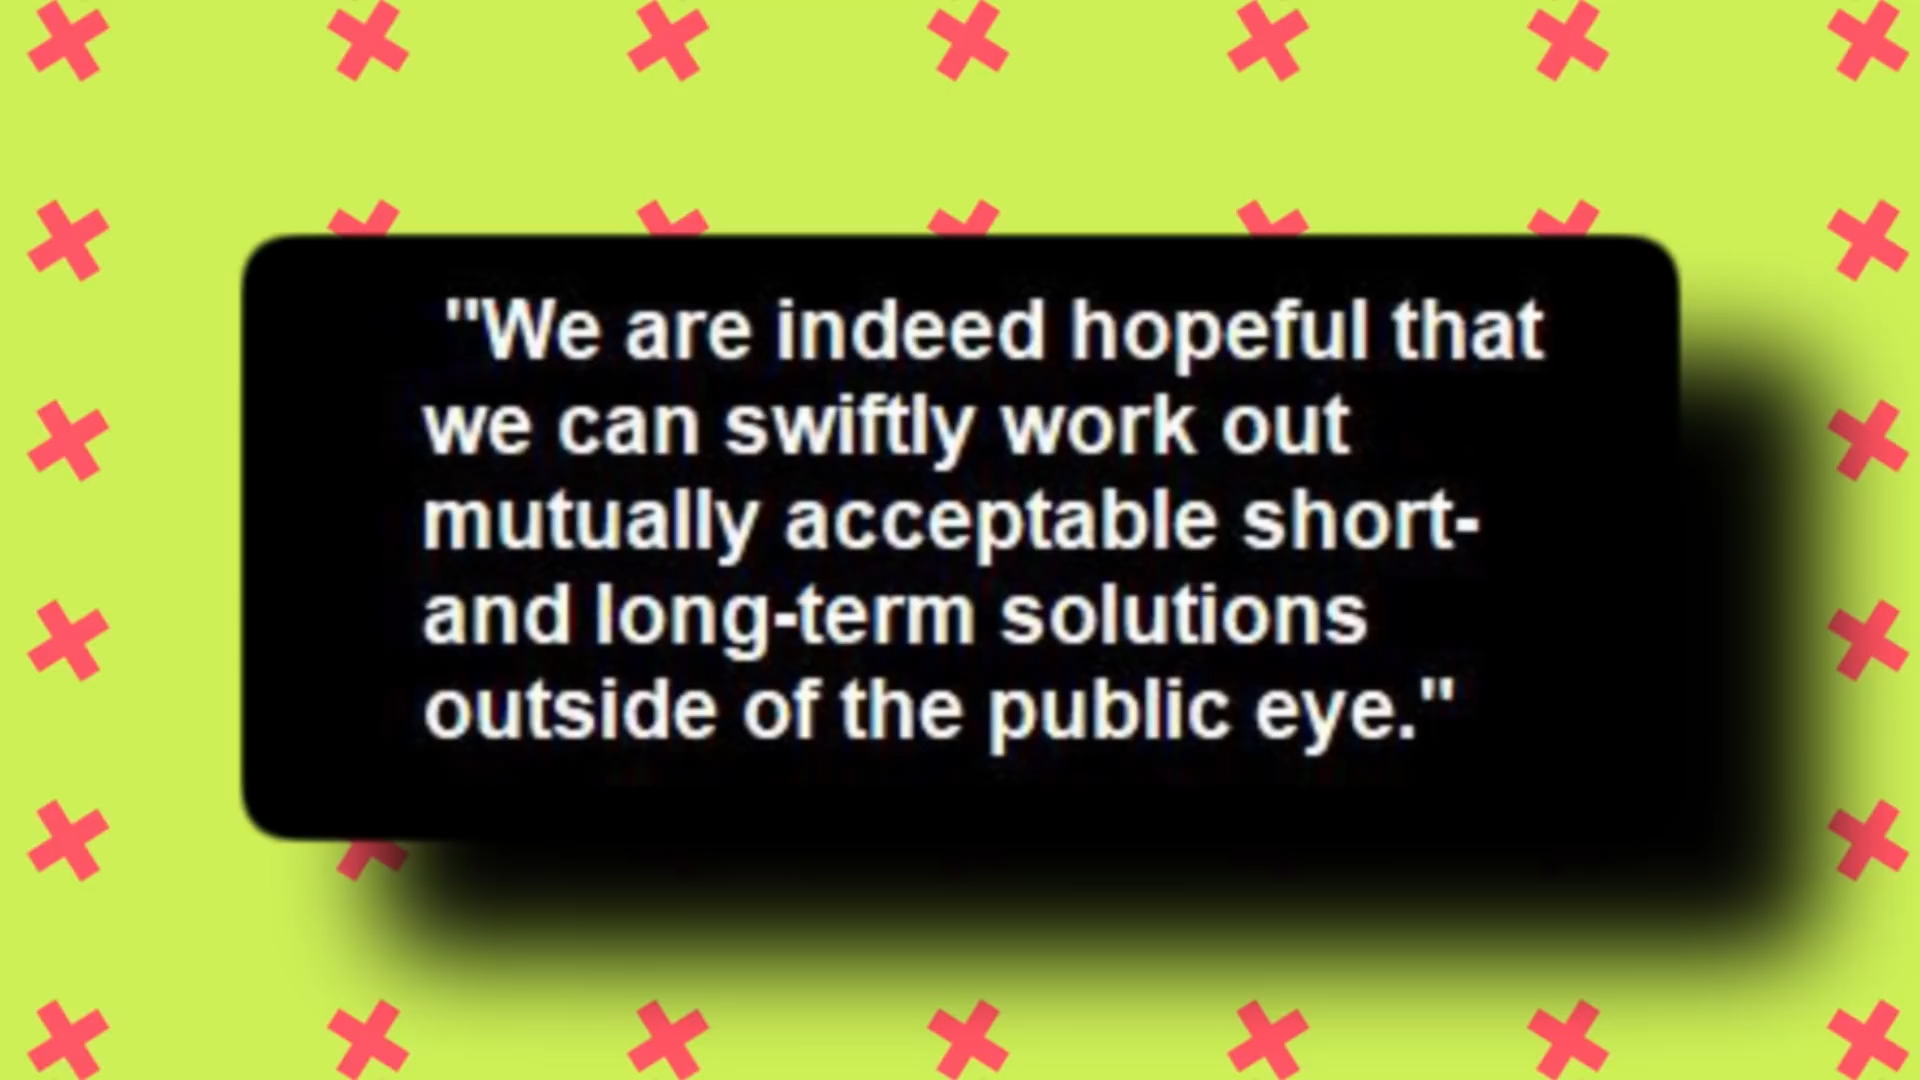 "We are indeed hopeful that
we can swiftly work out
mutually acceptable short-
and long-term solutions
outside of the public eye."